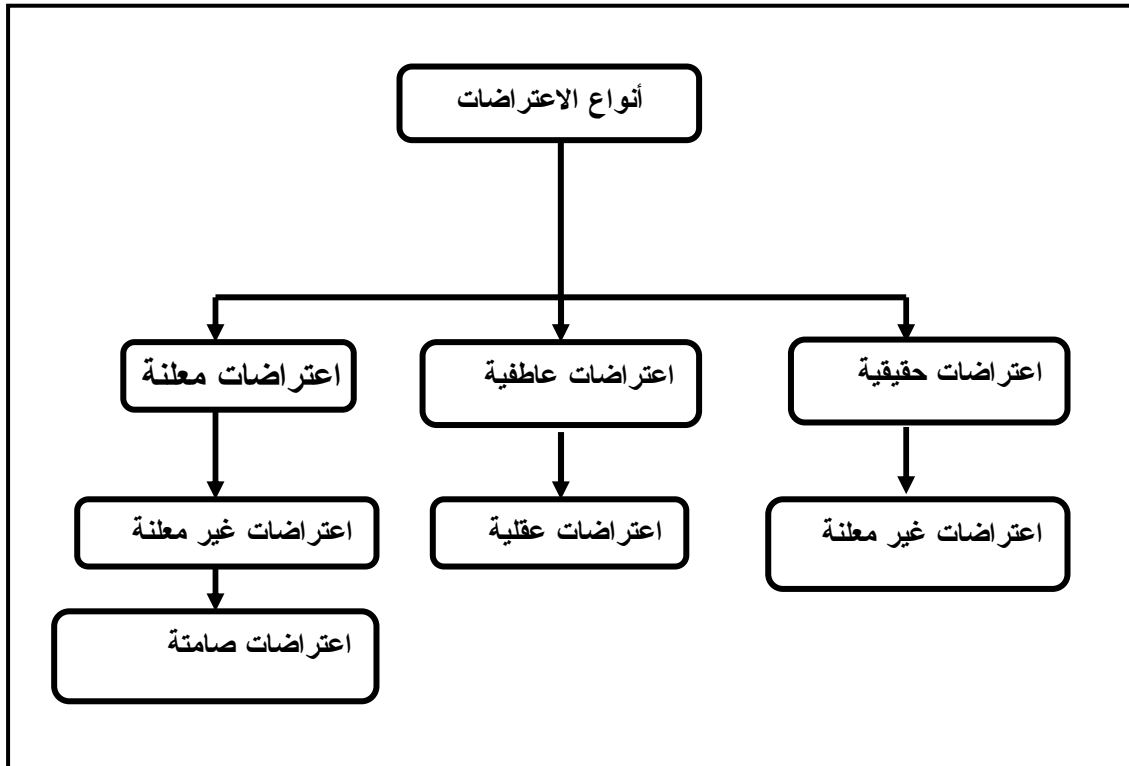 أنواع الاعتراضات
اعتراضات حقيقية
اعتراضات عاطفية
اعتراضات معلنة
اعتراضات غير معلنة
اعتراضات عقلية
اعتراضات غير معلنة
اعتراضات صامتة